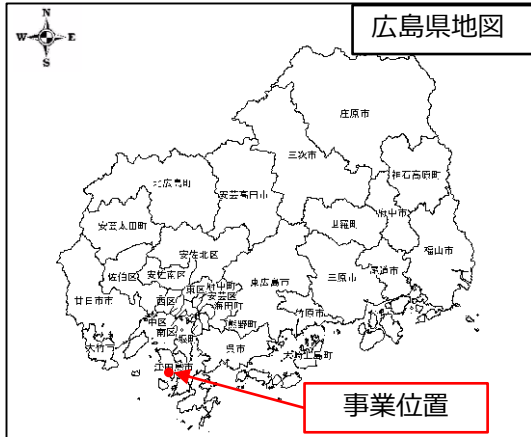 広島県地図
N
W E
S
庄原市
三次市
神石高原町
北広島町
安芸高田市
府中市
安芸太田町
世羅町
福山市
安佐北区
佐伯区
安佐南区
東広島市
三原市
尾道市
廿日市市
西区
東区
府中町
安芸区
海田町
中区
南区
坂町
熊野町
竹原市
大竹市
呉市
大崎上島町
江田島市
事業位置